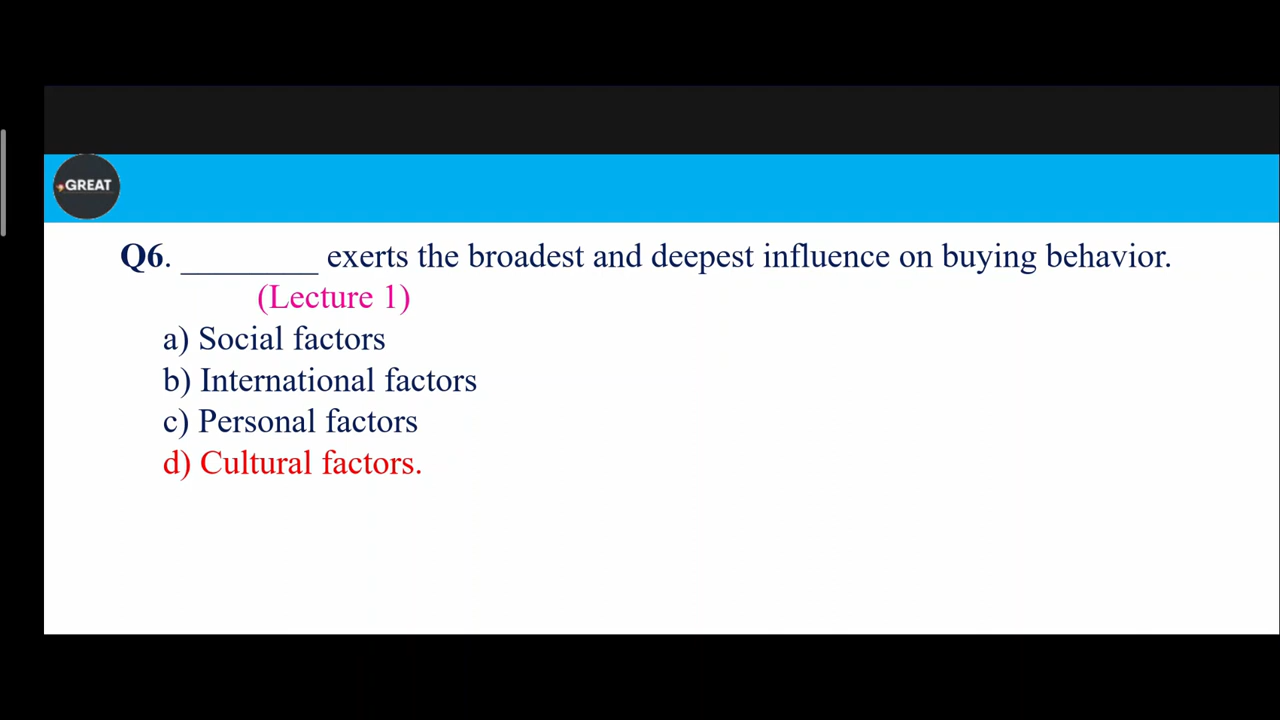 GREAT
Q6. ________ exerts the broadest and deepest influence on buying behavior.
(Lecture 1)
a) Social factors
b) International factors
c) Personal factors
d) Cultural factors.